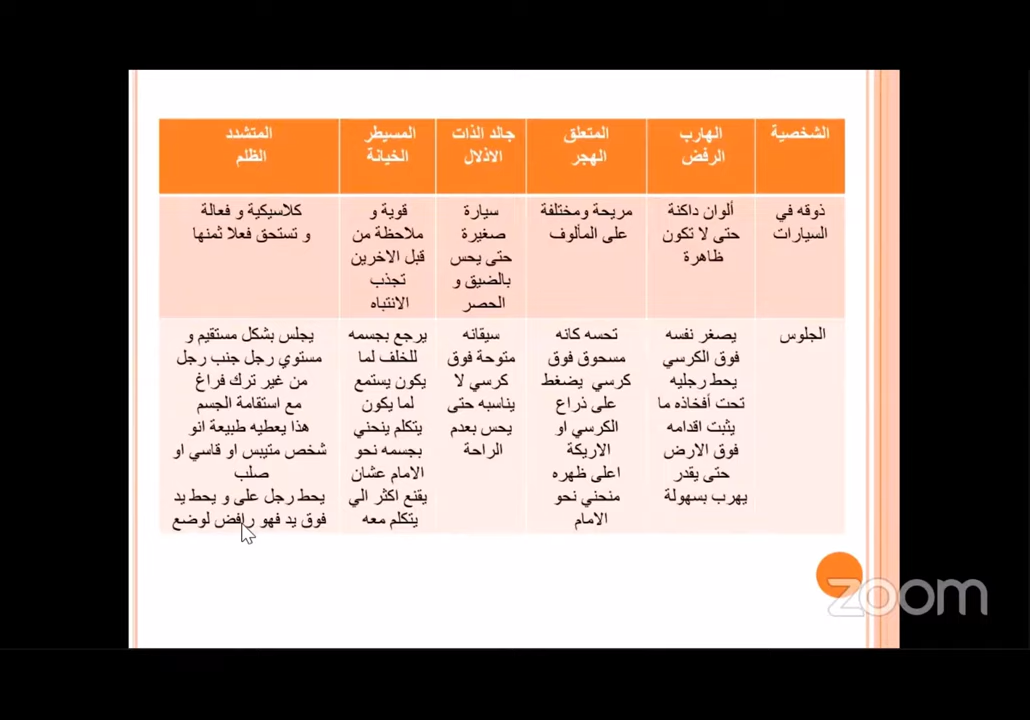 الشخصية
الهارب
الرفض
المتعلق
الهجر
جالد الذات
الاذلال
المسيطر
الخيانة
المتشدد
الظلم
ذوقه في
السيارات
ألوان داكنة
حتى لا تكون
ظاهرة
مريحة ومختلفة
على المألوف
سيارة
صغيرة
حتى يحس
بالضيق و
الحصر
قوية و
ملاحظة من
قبل الاخرين
تجذب
الانتباه
كلاسيكية و فعالة
و تستحق فعلا ثمنها
الجلوس
يصغر نفسه
فوق الكرسي
يحط رجليه
تحت أفخاذه ما
يثبت اقدامه
فوق الارض
حتى يقدر
يهرب بسهولة
تحسه كانه
مسحوق فوق
كرسي يضغط
على ذراع
الكرسي او
الاريكة
اعلى ظهره
منحني نحو
الامام
سيقانه
متوحة فوق
كرسي لا
يناسبه حتى
يحس بعدم
الراحة
يرجع بجسمه
للخلف لما
يكون يستمع
لما يكون
يتكلم ينحني
بجسمه نحو
الامام عشان
يقنع اكثر الي
يتكلم معه
يجلس بشكل مستقيم و
مستوي رجل جنب رجل
من غير ترك فراغ
مع استقامة الجسم
هذا يعطيه طبيعة انو
شخص متيبس او قاسي او
صلب
يحط رجل على و يحط يد
فوق يد فهو رافض لوضع
zoom